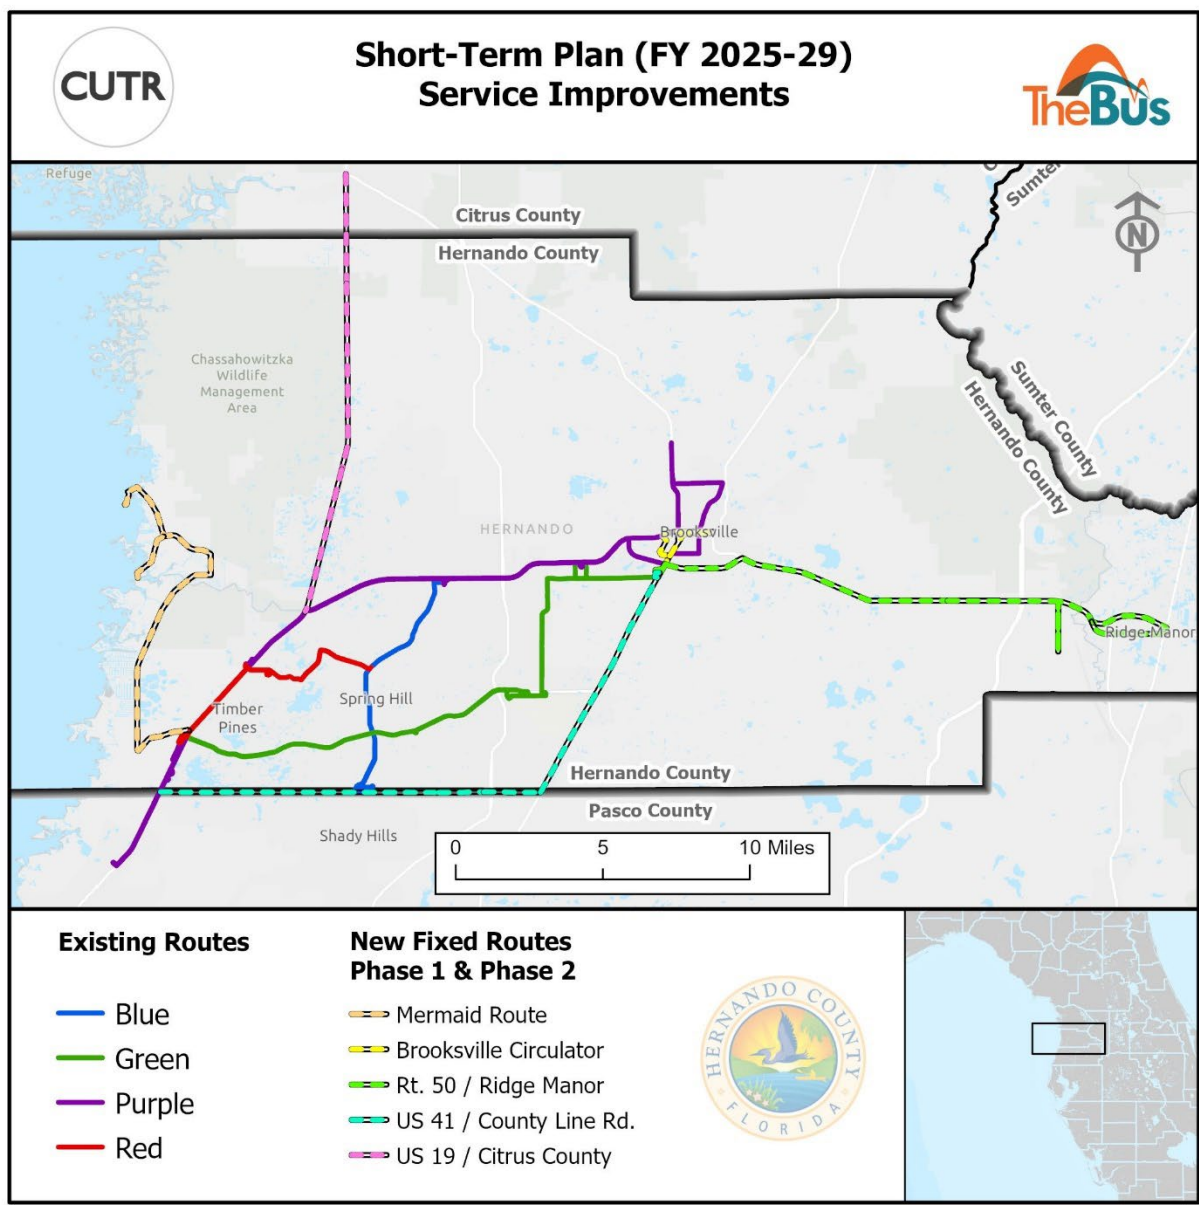 CUTR
Short-Term Plan (FY 2025-29)
Service Improvements
TheBus
Refuge
Citrus County
Hernando County
Sumter
N
Chassahowitzka
Wildlife
Management
Area
Sumter County
Hernando County
HERNANDO
Brooksville
Ridge Manor
Spring Hill
Timber
Pines
Hernando County
Pasco County
Shady Hills
0 5 10 Miles
Existing Routes
Blue
Green
Purple
Red
New Fixed Routes
Phase 1 & Phase 2
Mermaid Route
Brooksville Circulator
Rt. 50 / Ridge Manor
US 41 / County Line Rd.
US 19 / Citrus County
HERNANDO COUNTY
FLORIDA